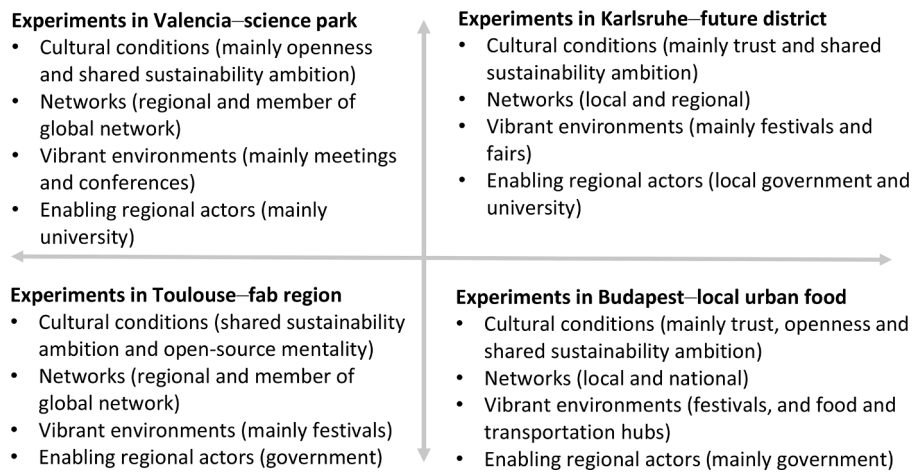 Experiments in Valencia–science park
• Cultural conditions (mainly openness
and shared sustainability ambition)
• Networks (regional and member of
global network)
• Vibrant environments (mainly meetings
and conferences)
• Enabling regional actors (mainly
university)
Experiments in Karlsruhe–future district
• Cultural conditions (mainly trust and shared
sustainability ambition)
• Networks (local and regional)
• Vibrant environments (mainly festivals and
fairs)
• Enabling regional actors (local government and
university)
Experiments in Toulouse–fab region
• Cultural conditions (shared sustainability
ambition and open-source mentality)
• Networks (regional and member of
global network)
• Vibrant environments (mainly festivals)
• Enabling regional actors (government)
Experiments in Budapest–local urban food
• Cultural conditions (mainly trust, openness and
shared sustainability ambition)
• Networks (local and national)
• Vibrant environments (festivals, and food and
transportation hubs)
• Enabling regional actors (mainly government)